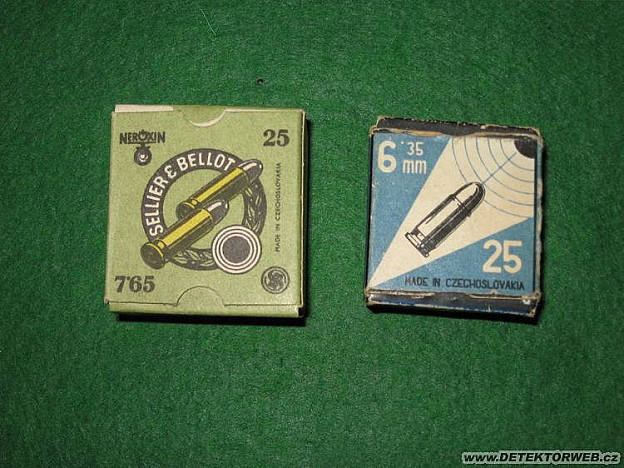 NEROXIN
25
SELLIER & BELLOT
MADE IN CZECHOSLOVAKIA
7'65
6'35
mm
25
MADE IN CZECHOSLOVAKIA
www.DETEKTORWEB.cz